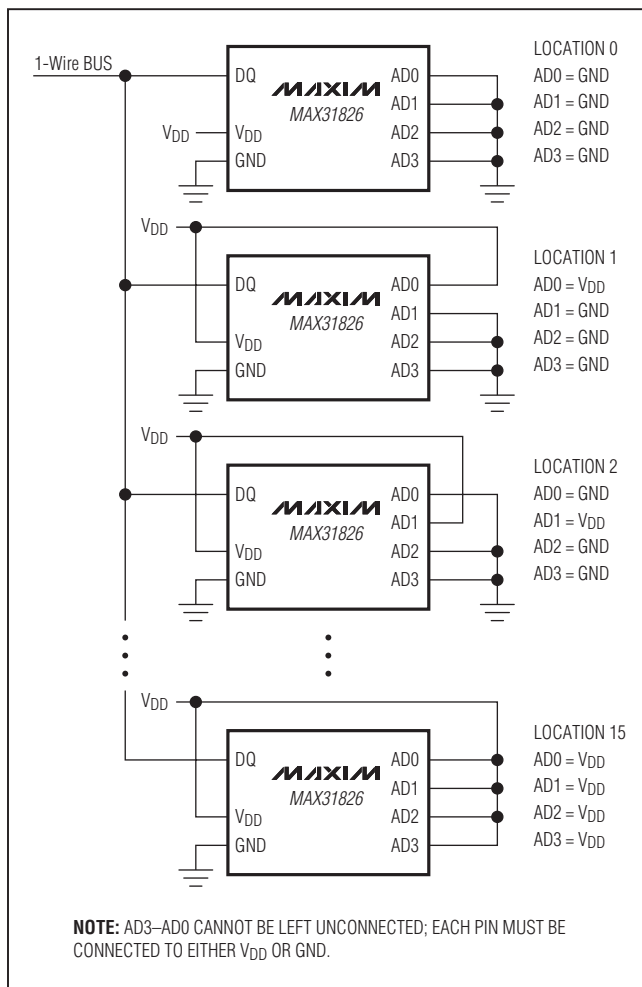 1-Wire BUS
DQ
VDD
VDD
GND
MAXIM
MAX31826
AD0
AD1
AD2
AD3
LOCATION 0
AD0 = GND
AD1 = GND
AD2 = GND
AD3 = GND
VDD
DQ
VDD
GND
MAXIM
MAX31826
AD0
AD1
AD2
AD3
LOCATION 1
AD0 = VDD
AD1 = GND
AD2 = GND
AD3 = GND
VDD
DQ
VDD
GND
MAXIM
MAX31826
AD0
AD1
AD2
AD3
LOCATION 2
AD0 = GND
AD1 = VDD
AD2 = GND
AD3 = GND
VDD
DQ
VDD
GND
MAXIM
MAX31826
AD0
AD1
AD2
AD3
LOCATION 15
AD0 = VDD
AD1 = VDD
AD2 = VDD
AD3 = VDD
NOTE: AD3–AD0 CANNOT BE LEFT UNCONNECTED; EACH PIN MUST BE
CONNECTED TO EITHER VDD OR GND.